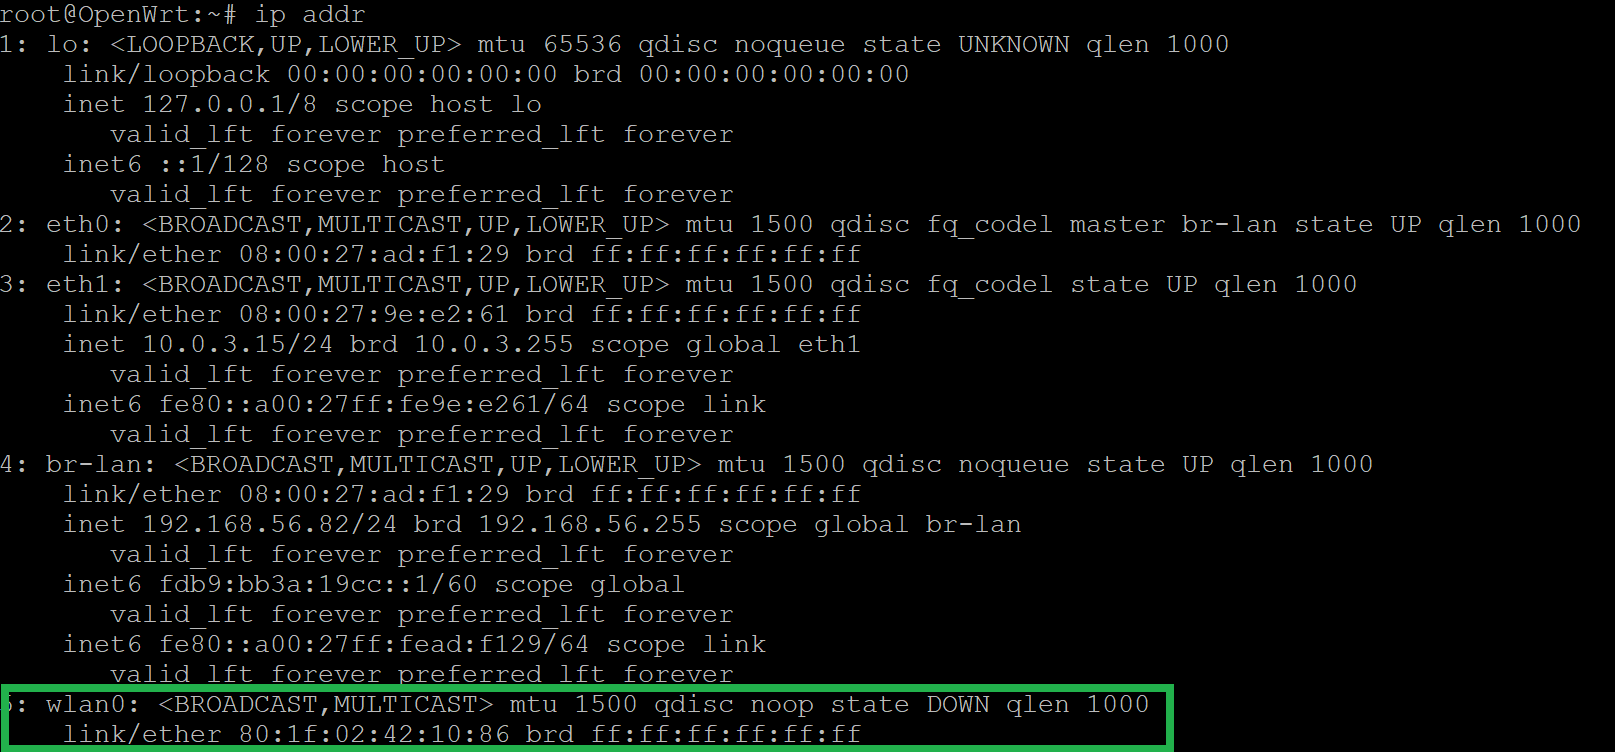 root@OpenWrt:~# ip addr
1: lo: <LOOPBACK,UP,LOWER_UP> mtu 65536 qdisc noqueue state UNKNOWN qlen 1000
    link/loopback 00:00:00:00:00:00 brd 00:00:00:00:00:00
    inet 127.0.0.1/8 scope host lo
       valid_lft forever preferred_lft forever
    inet6 ::1/128 scope host
       valid_lft forever preferred_lft forever
2: eth0: <BROADCAST,MULTICAST,UP,LOWER_UP> mtu 1500 qdisc fq_codel master br-lan state UP qlen 1000
    link/ether 08:00:27:ad:f1:29 brd ff:ff:ff:ff:ff:ff
3: eth1: <BROADCAST,MULTICAST,UP,LOWER_UP> mtu 1500 qdisc fq_codel state UP qlen 1000
    link/ether 08:00:27:9e:e2:61 brd ff:ff:ff:ff:ff:ff
    inet 10.0.3.15/24 brd 10.0.3.255 scope global eth1
       valid_lft forever preferred_lft forever
    inet6 fe80::a00:27ff:fe9e:e261/64 scope link
       valid_lft forever preferred_lft forever
4: br-lan: <BROADCAST,MULTICAST,UP,LOWER_UP> mtu 1500 qdisc noqueue state UP qlen 1000
    link/ether 08:00:27:ad:f1:29 brd ff:ff:ff:ff:ff:ff
    inet 192.168.56.82/24 brd 192.168.56.255 scope global br-lan
       valid_lft forever preferred_lft forever
    inet6 fdb9:bb3a:19cc::1/60 scope global
       valid_lft forever preferred_lft forever
    inet6 fe80::a00:27ff:fead:f129/64 scope link
       valid_lft forever preferred_lft forever
5: wlan0: <BROADCAST,MULTICAST> mtu 1500 qdisc noop state DOWN qlen 1000
    link/ether 80:1f:02:42:10:86 brd ff:ff:ff:ff:ff:ff